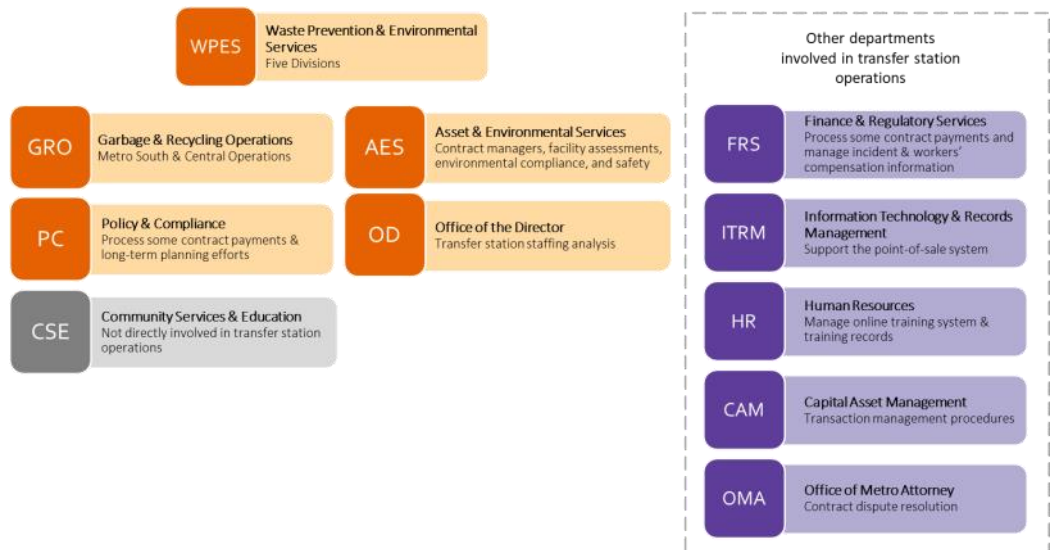 WPES
Waste Prevention & Environmental
Services
Five Divisions
GRO
Garbage & Recycling Operations
Metro South & Central Operations
AES
Asset & Environmental Services
Contract managers, facility assessments,
environmental compliance, and safety
PC
Policy & Compliance
Process some contract payments &
long-term planning efforts
OD
Office of the Director
Transfer station staffing analysis
CSE
Community Services & Education
Not directly involved in transfer station
operations
Other departments
involved in transfer station
operations
FRS
Finance & Regulatory Services
Process some contract payments and
manage incident & workers'
compensation information
ITRM
Information Technology & Records
Management
Support the point-of-sale system
HR
Human Resources
Manage online training system &
training records
CAM
Capital Asset Management
Transaction management procedures
OMA
Office of Metro Attorney
Contract dispute resolution